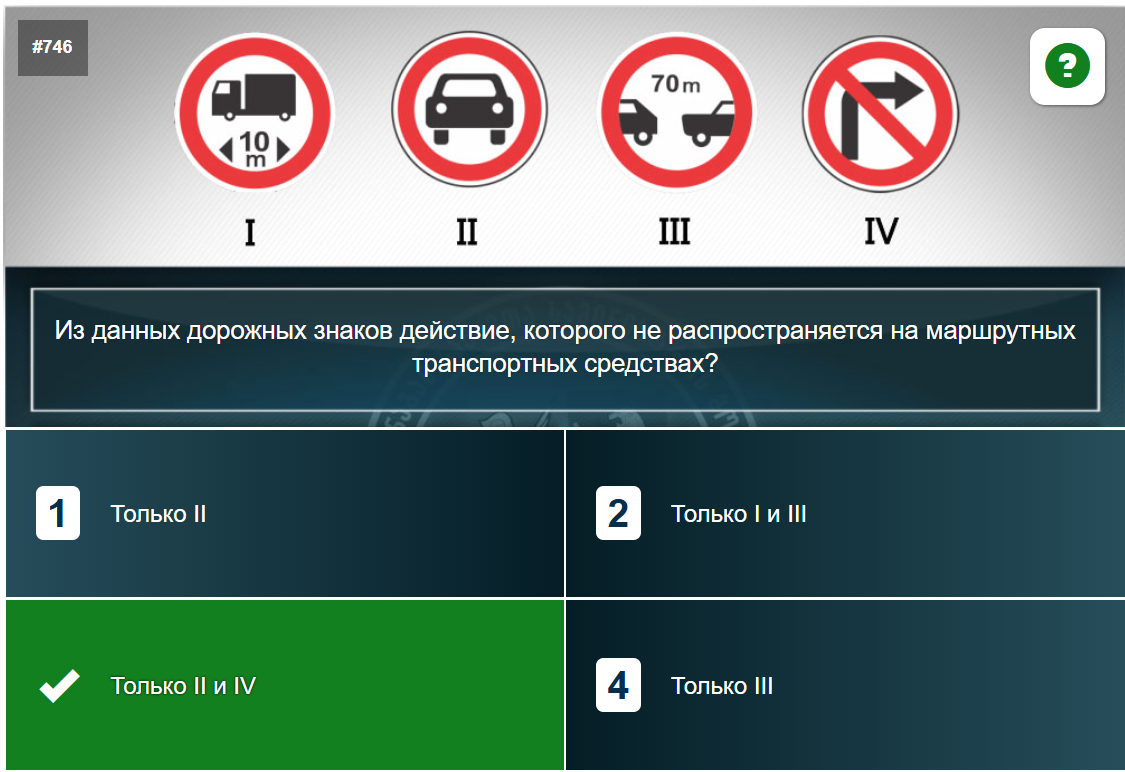 #746
?
10
m
70m
I
II
III
IV
Из данных дорожных знаков действие, которого не распространяется на маршрутных
транспортных средствах?
1
Только II
2
Только I и III
Только II и IV
4
Только III